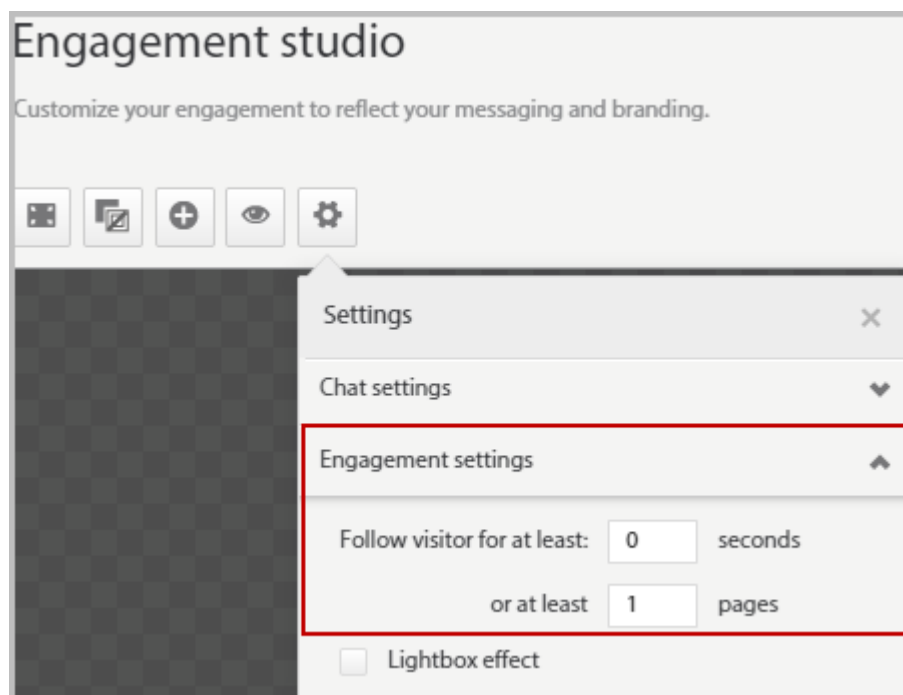 Engagement studio
Customize your engagement to reflect your messaging and branding.
Settings
Chat settings
Engagement settings
Follow visitor for at least: 0 seconds
or at least 1 pages
Lightbox effect